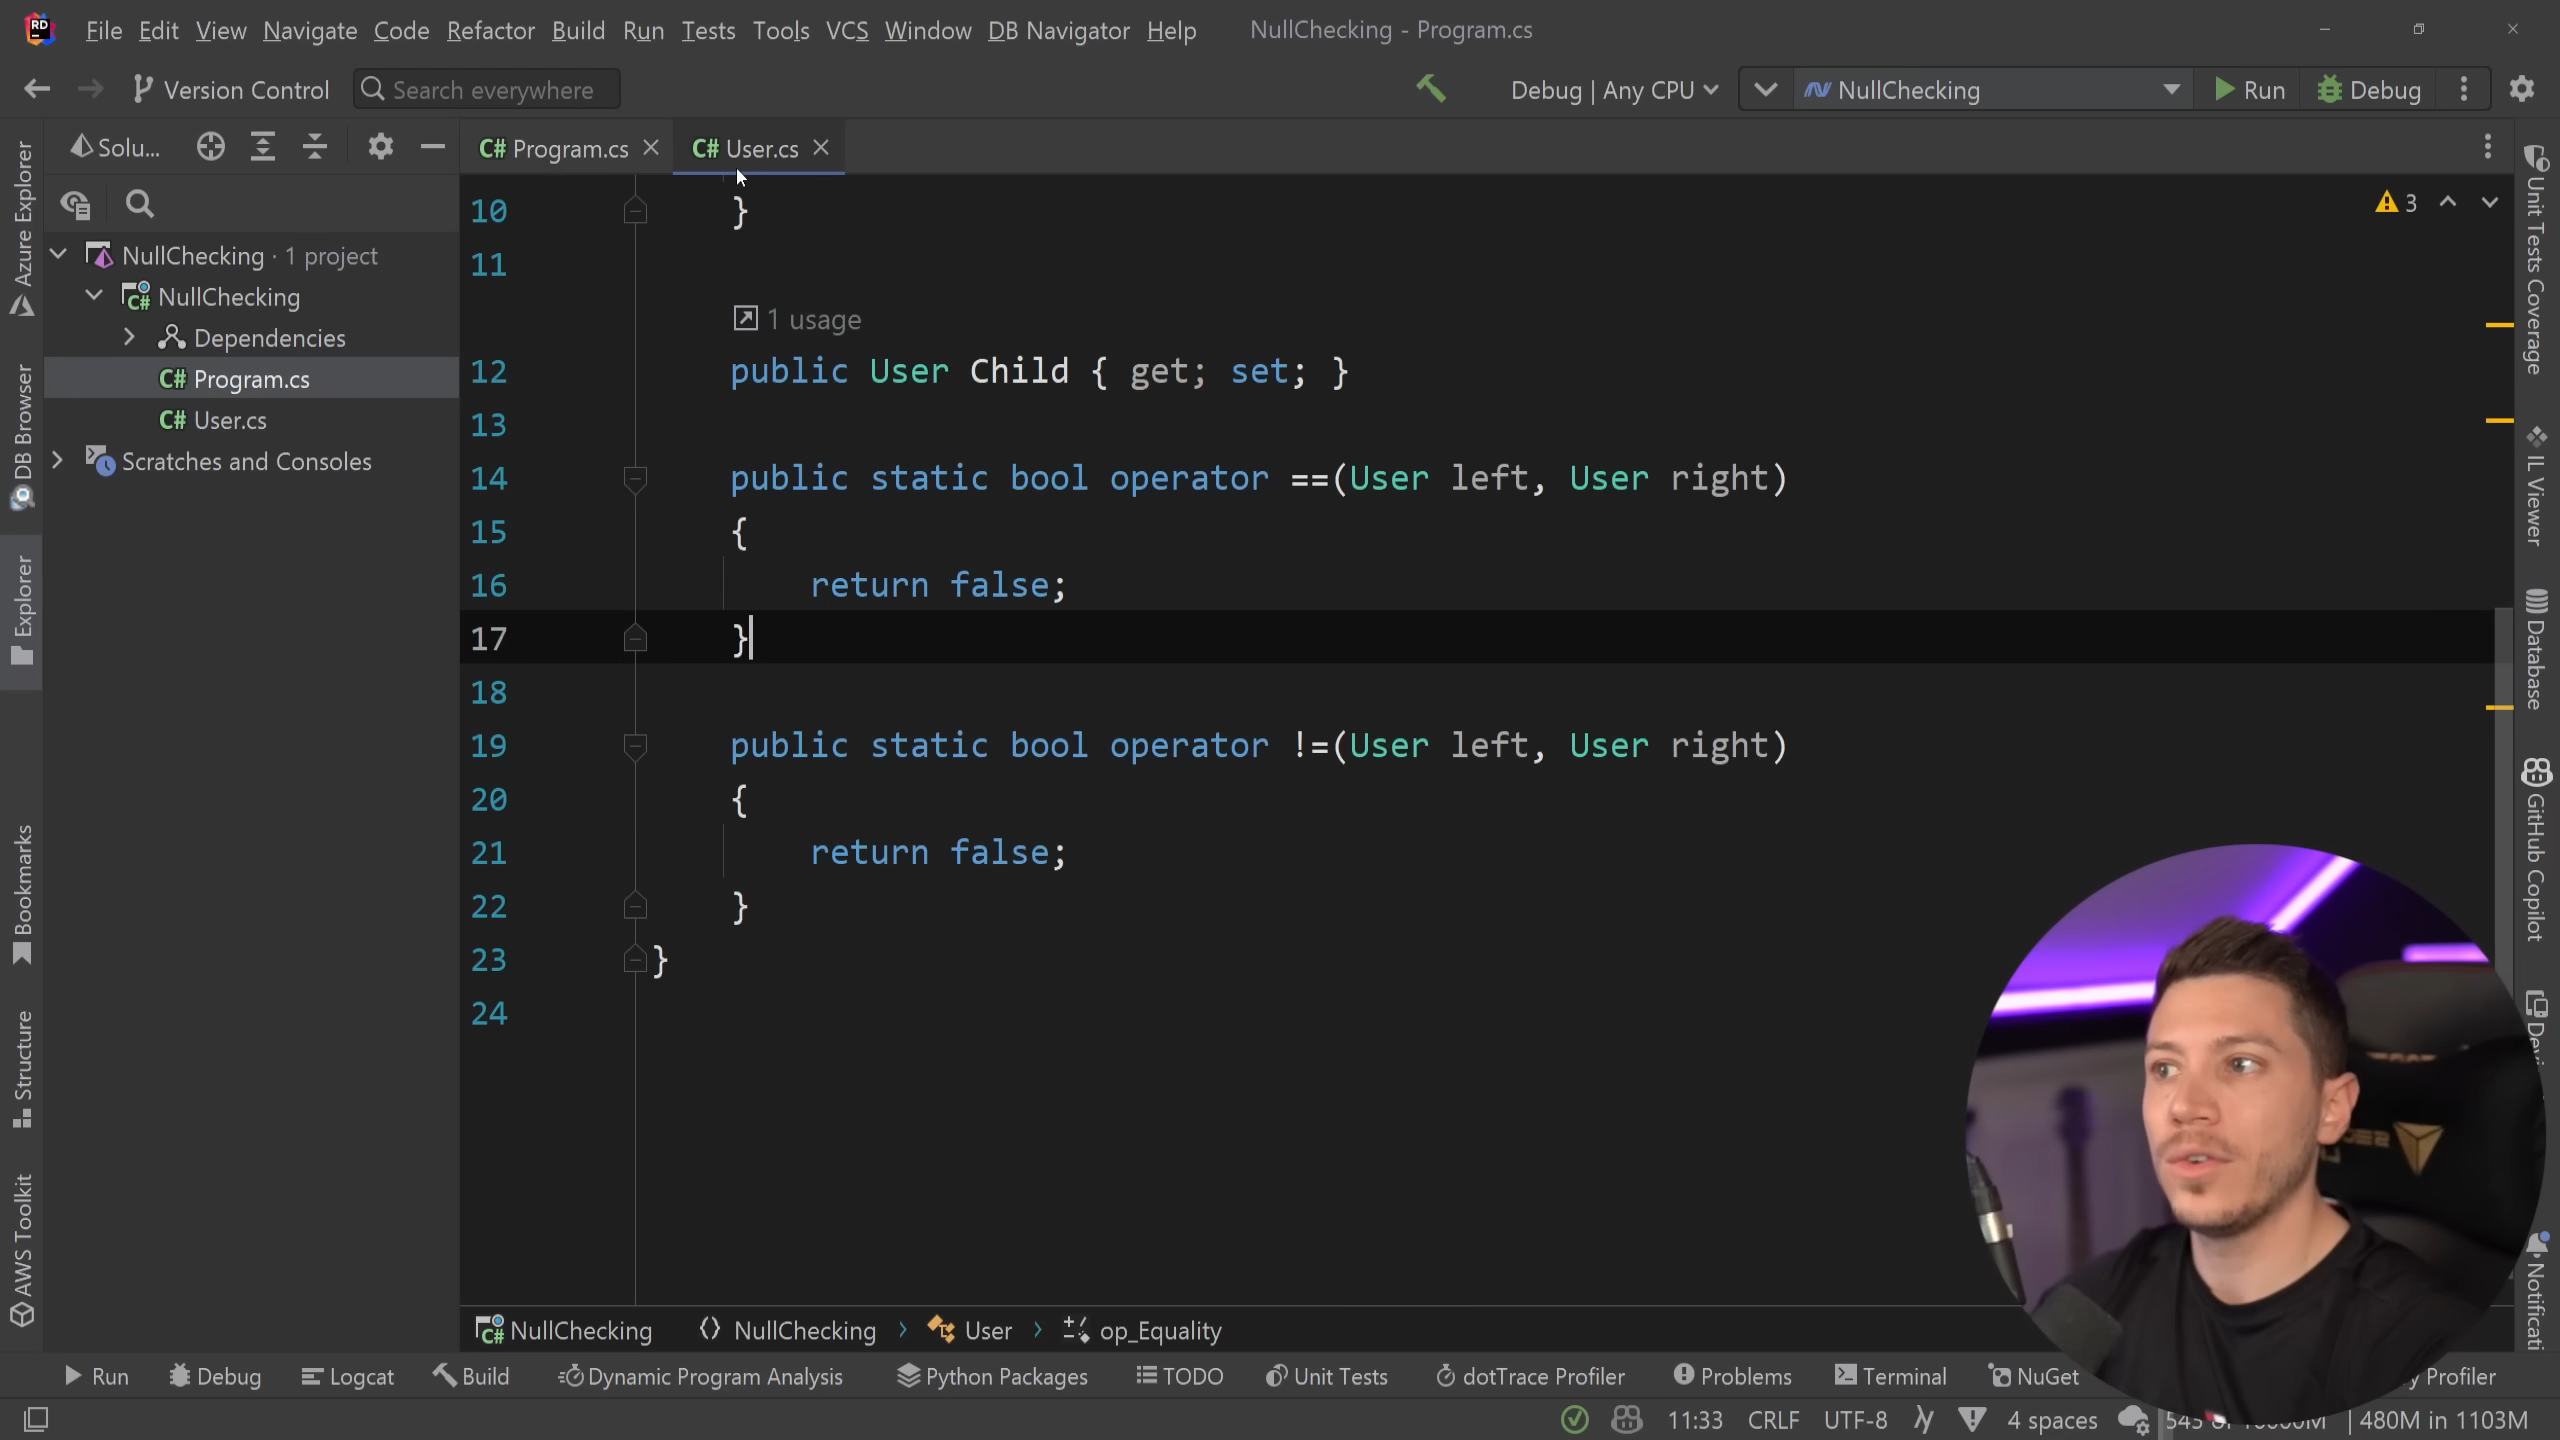 RD
File Edit View Navigate Code Refactor Build Run Tests Tools VCS Window DB Navigator Help NullChecking - Program.cs
Version Control Search everywhere Debug | Any CPU NullChecking Run Debug
Solu...
C# Program.cs C# User.cs
NullChecking · 1 project
C# NullChecking
Dependencies
C# Program.cs
C# User.cs
Scratches and Consoles
Azure Explorer
DB Browser
Explorer
Bookmarks
Structure
AWS Toolkit
3
10 }
11
1 usage
12 public User Child { get; set; }
13
14 public static bool operator ==(User left, User right)
15 {
16 return false;
17 }
18
19 public static bool operator !=(User left, User right)
20 {
21 return false;
22 }
23 }
24
Unit Tests Coverage
IL Viewer
Database
GitHub Copilot
Notificati
C# NullChecking NullChecking › User › op_Equality
Run Debug Logcat Build Dynamic Program Analysis Python Packages TODO Unit Tests dotTrace Profiler Problems Terminal NuGet y Profiler
11:33 CRLF UTF-8 4 spaces 480M in 1103M